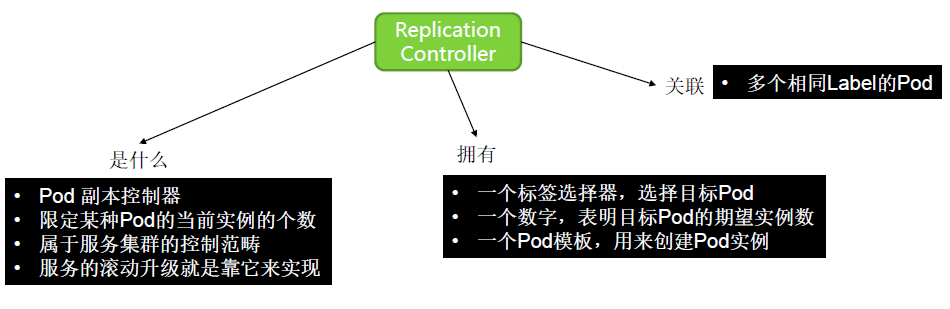 Replication
Controller
关联
• 多个相同Label的Pod
是什么
• Pod 副本控制器
• 限定某种Pod的当前实例的个数
• 属于服务集群的控制范畴
• 服务的滚动升级就是靠它来实现
拥有
• 一个标签选择器，选择目标Pod
• 一个数字，表明目标Pod的期望实例数
• 一个Pod模板，用来创建Pod实例